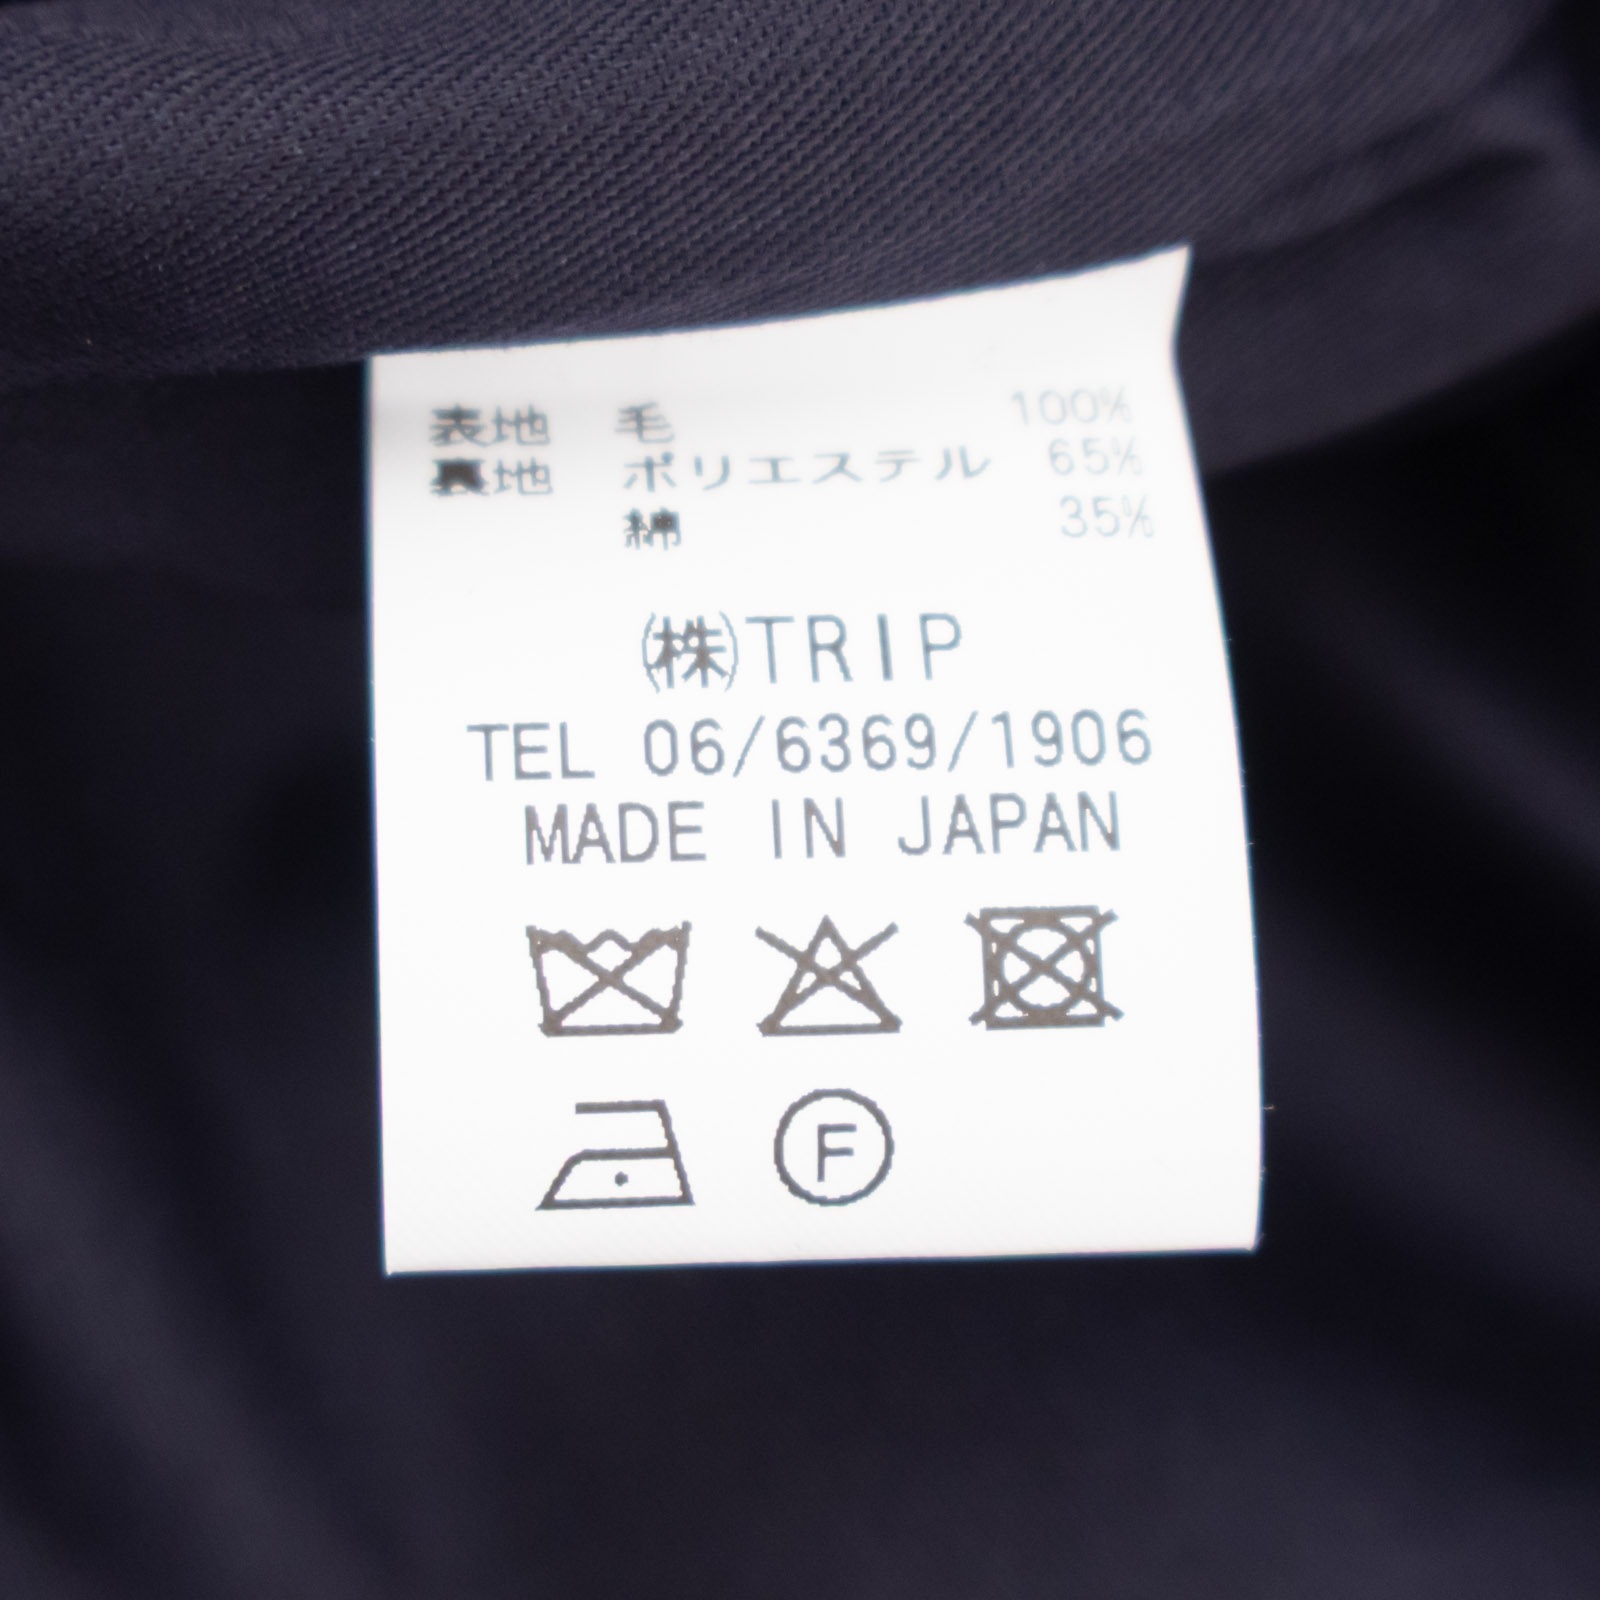 表地 毛 100%
裏地 ポリエステル 65%
綿 35%
㈱TRIP
TEL 06/6369/1906
MADE IN JAPAN
F